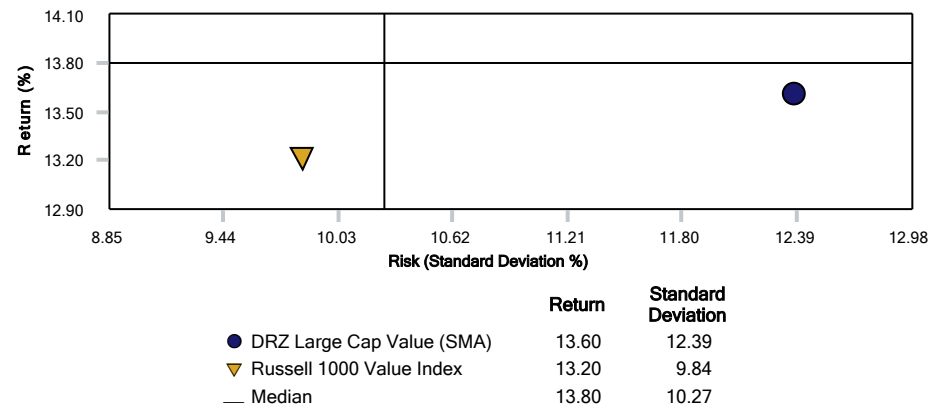 14.10
13.80
13.50
13.20
12.90
Return (%)
8.85 9.44 10.03 10.62 11.21 11.80 12.39 12.98
Risk (Standard Deviation %)
Return Standard Deviation
DRZ Large Cap Value (SMA) 13.60 12.39
Russell 1000 Value Index 13.20 9.84
Median 13.80 10.27